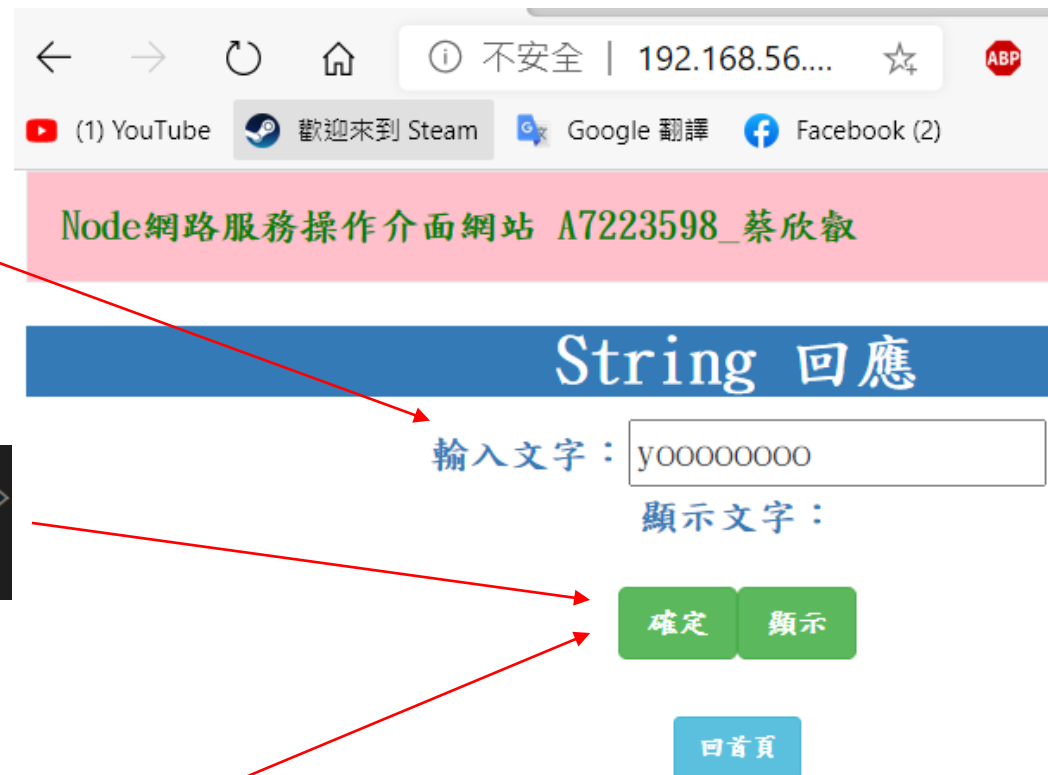 不安全 | 192.168.56.... ABP
(1) YouTube 歡迎來到 Steam Google 翻譯 Facebook (2)
Node網路服務操作介面網站 A7223598_蔡欣叡
String 回應
輸入文字：yoooooooo
顯示文字：
確定 顯示
回首頁